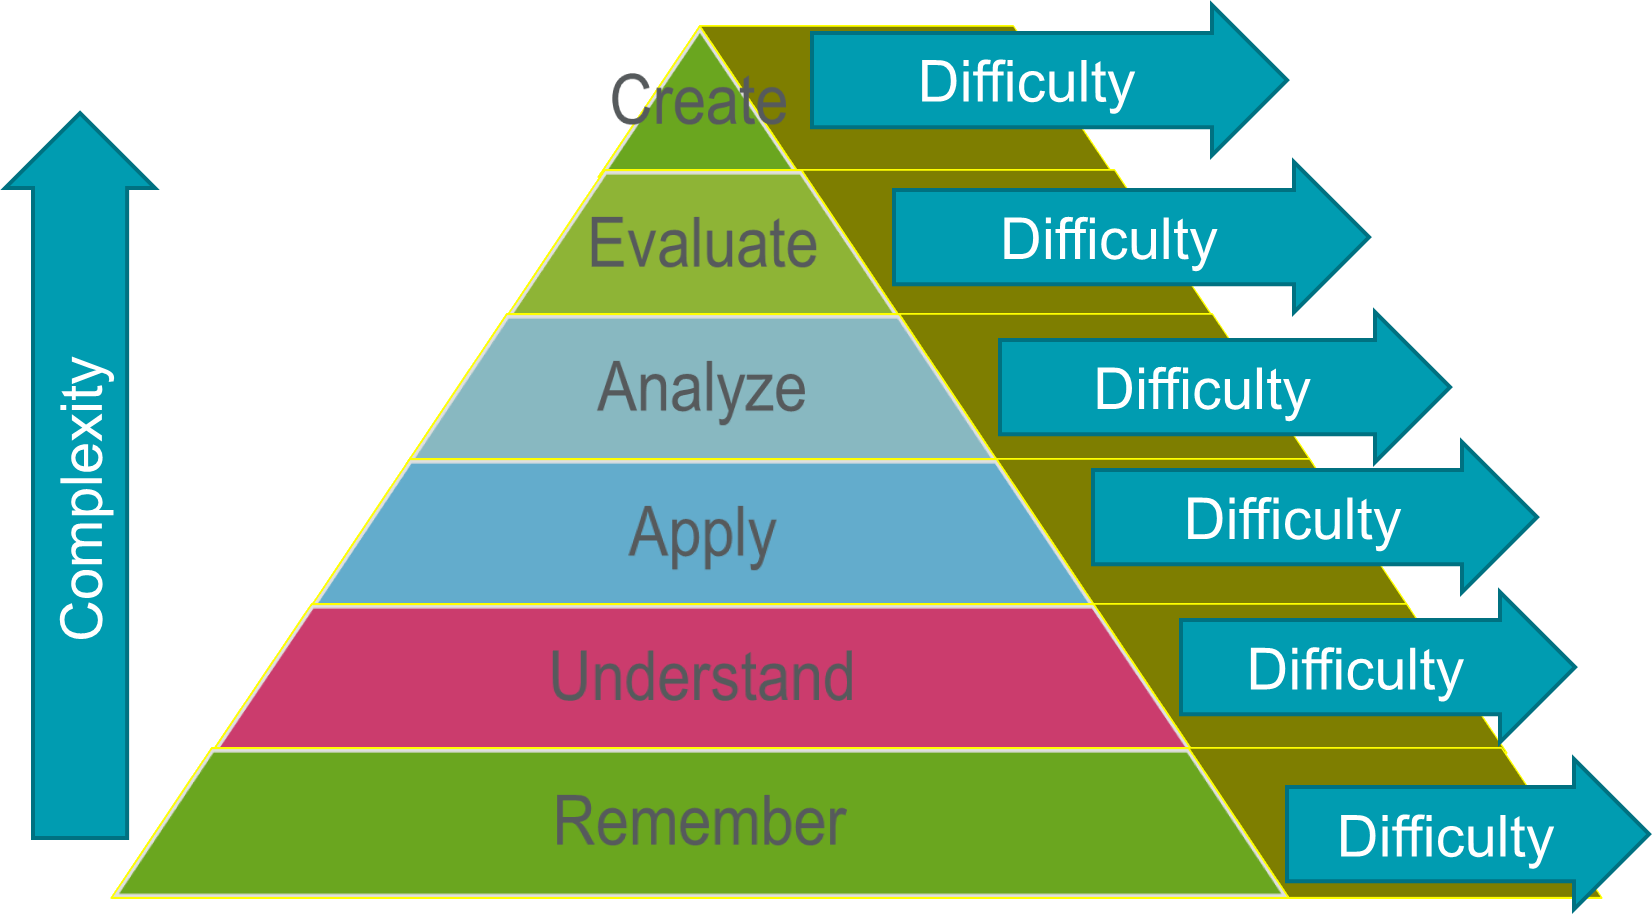 Create
Difficulty
Evaluate
Difficulty
Analyze
Difficulty
Apply
Difficulty
Understand
Difficulty
Remember
Difficulty
Complexity